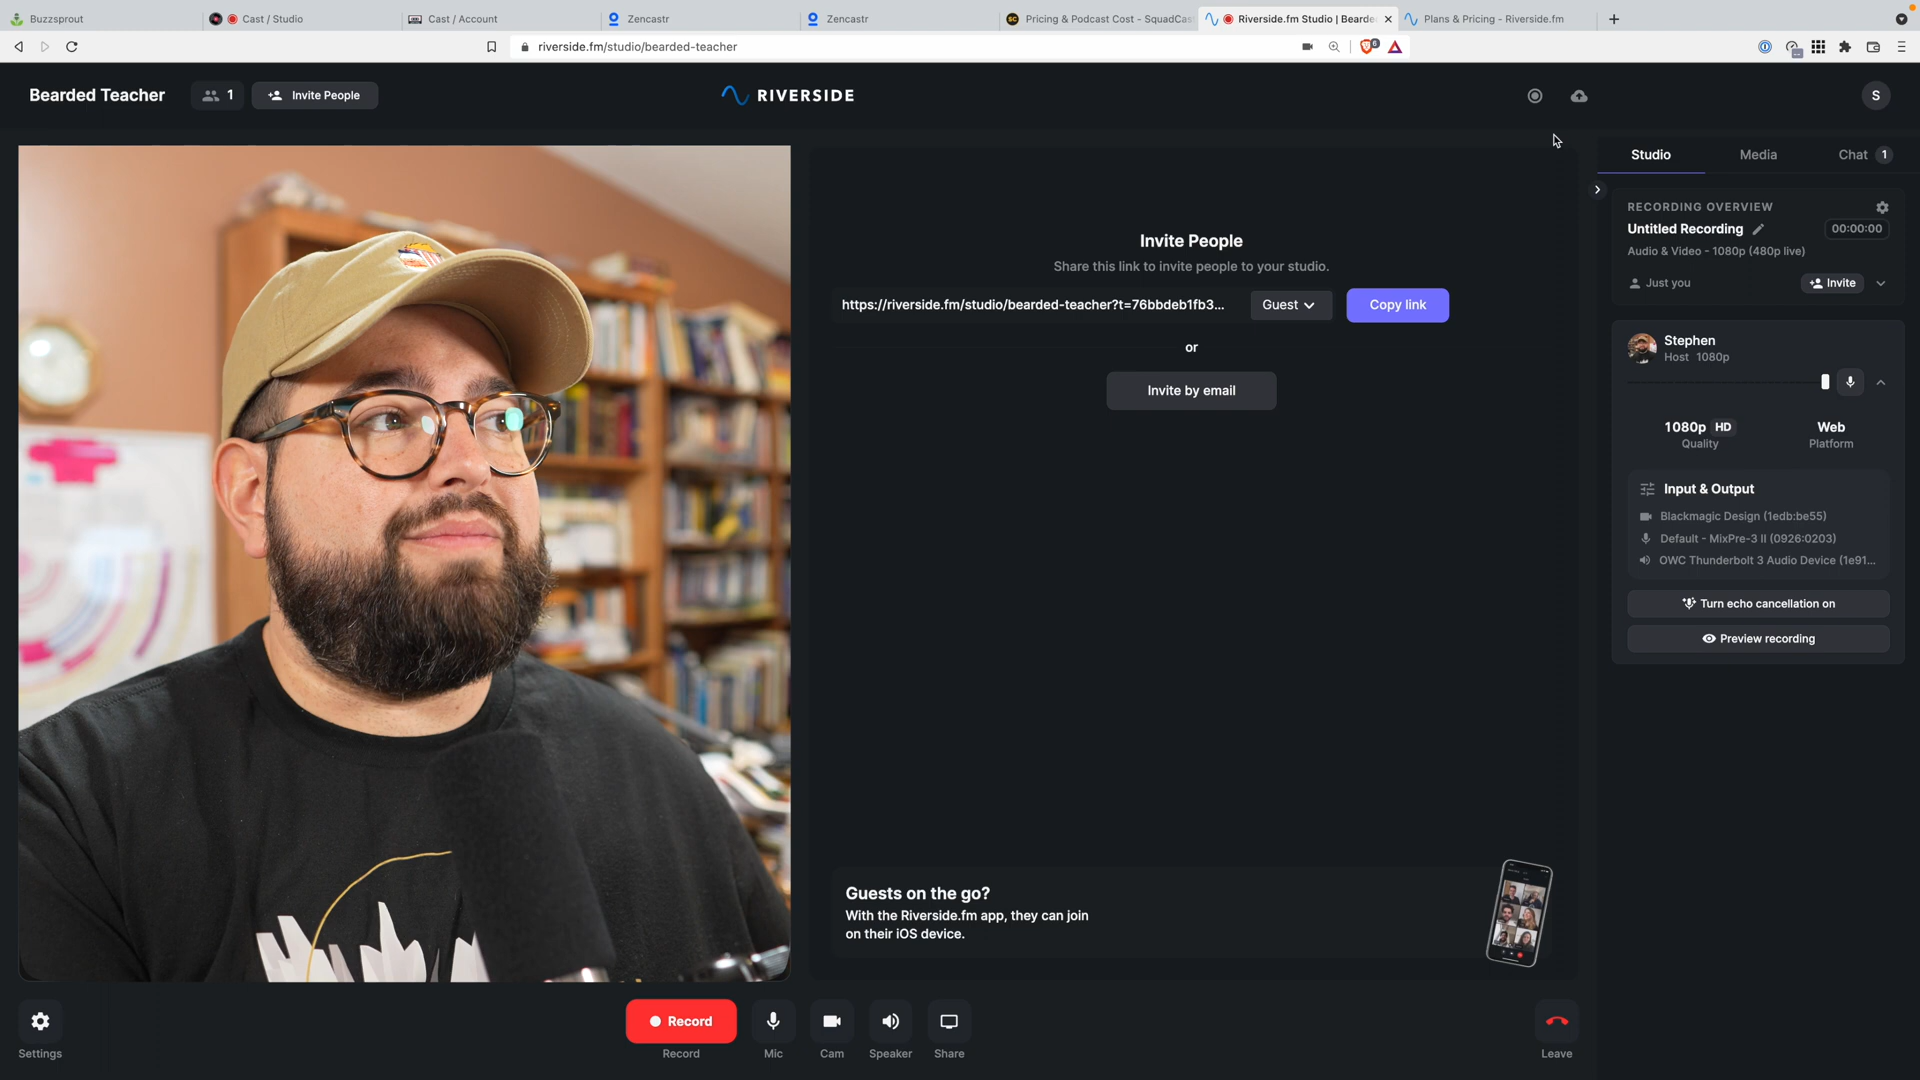 Buzzsprout
Cast / Studio
Cast / Account
Zencastr
Zencastr
Pricing & Podcast Cost - SquadCas
Riverside.fm Studio | Bearde
Plans & Pricing - Riverside.fm
riverside.fm/studio/bearded-teacher
6
Bearded Teacher
1
Invite People
RIVERSIDE
S
Studio
Media
Chat 1
RECORDING OVERVIEW
Untitled Recording
00:00:00
Audio & Video - 1080p (480p live)
Just you
Invite
Invite People
Share this link to invite people to your studio.
https://riverside.fm/studio/bearded-teacher?t=76bbdeb1fb3...
Guest
Copy link
or
Invite by email
Stephen
Host 1080p
1080p HD
Quality
Web
Platform
Input & Output
Blackmagic Design (1edb:be55)
Default - MixPre-3 II (0926:0203)
OWC Thunderbolt 3 Audio Device (1e91...
Turn echo cancellation on
Preview recording
Guests on the go?
With the Riverside.fm app, they can join
on their iOS device.
Settings
Record
Record
Mic
Cam
Speaker
Share
Leave